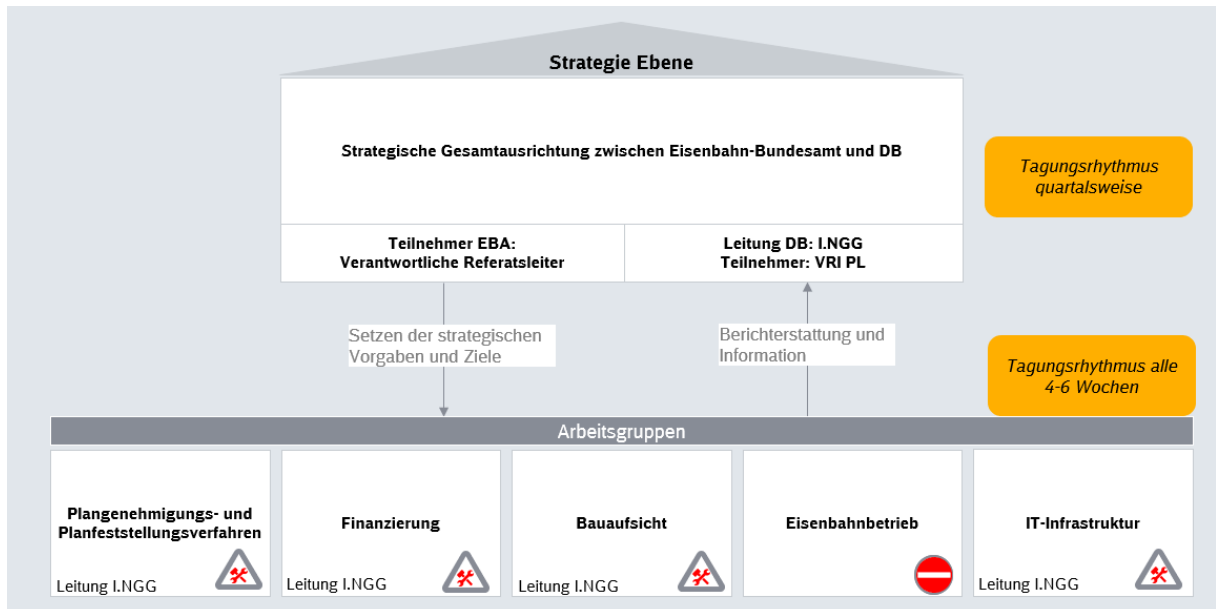 Strategie Ebene
Strategische Gesamtausrichtung zwischen Eisenbahn-Bundesamt und DB
Tagungsrhythmus
quartalsweise
Teilnehmer EBA:
Verantwortliche Referatsleiter
Leitung DB: I.NGG
Teilnehmer: VRI PL
Setzen der strategischen
Vorgaben und Ziele
Berichterstattung und
Information
Tagungsrhythmus alle
4-6 Wochen
Arbeitsgruppen
Plangenehmigungs- und
Planfeststellungsverfahren
Leitung I.NGG
Finanzierung
Leitung I.NGG
Bauaufsicht
Leitung I.NGG
Eisenbahnbetrieb
IT-Infrastruktur
Leitung I.NGG